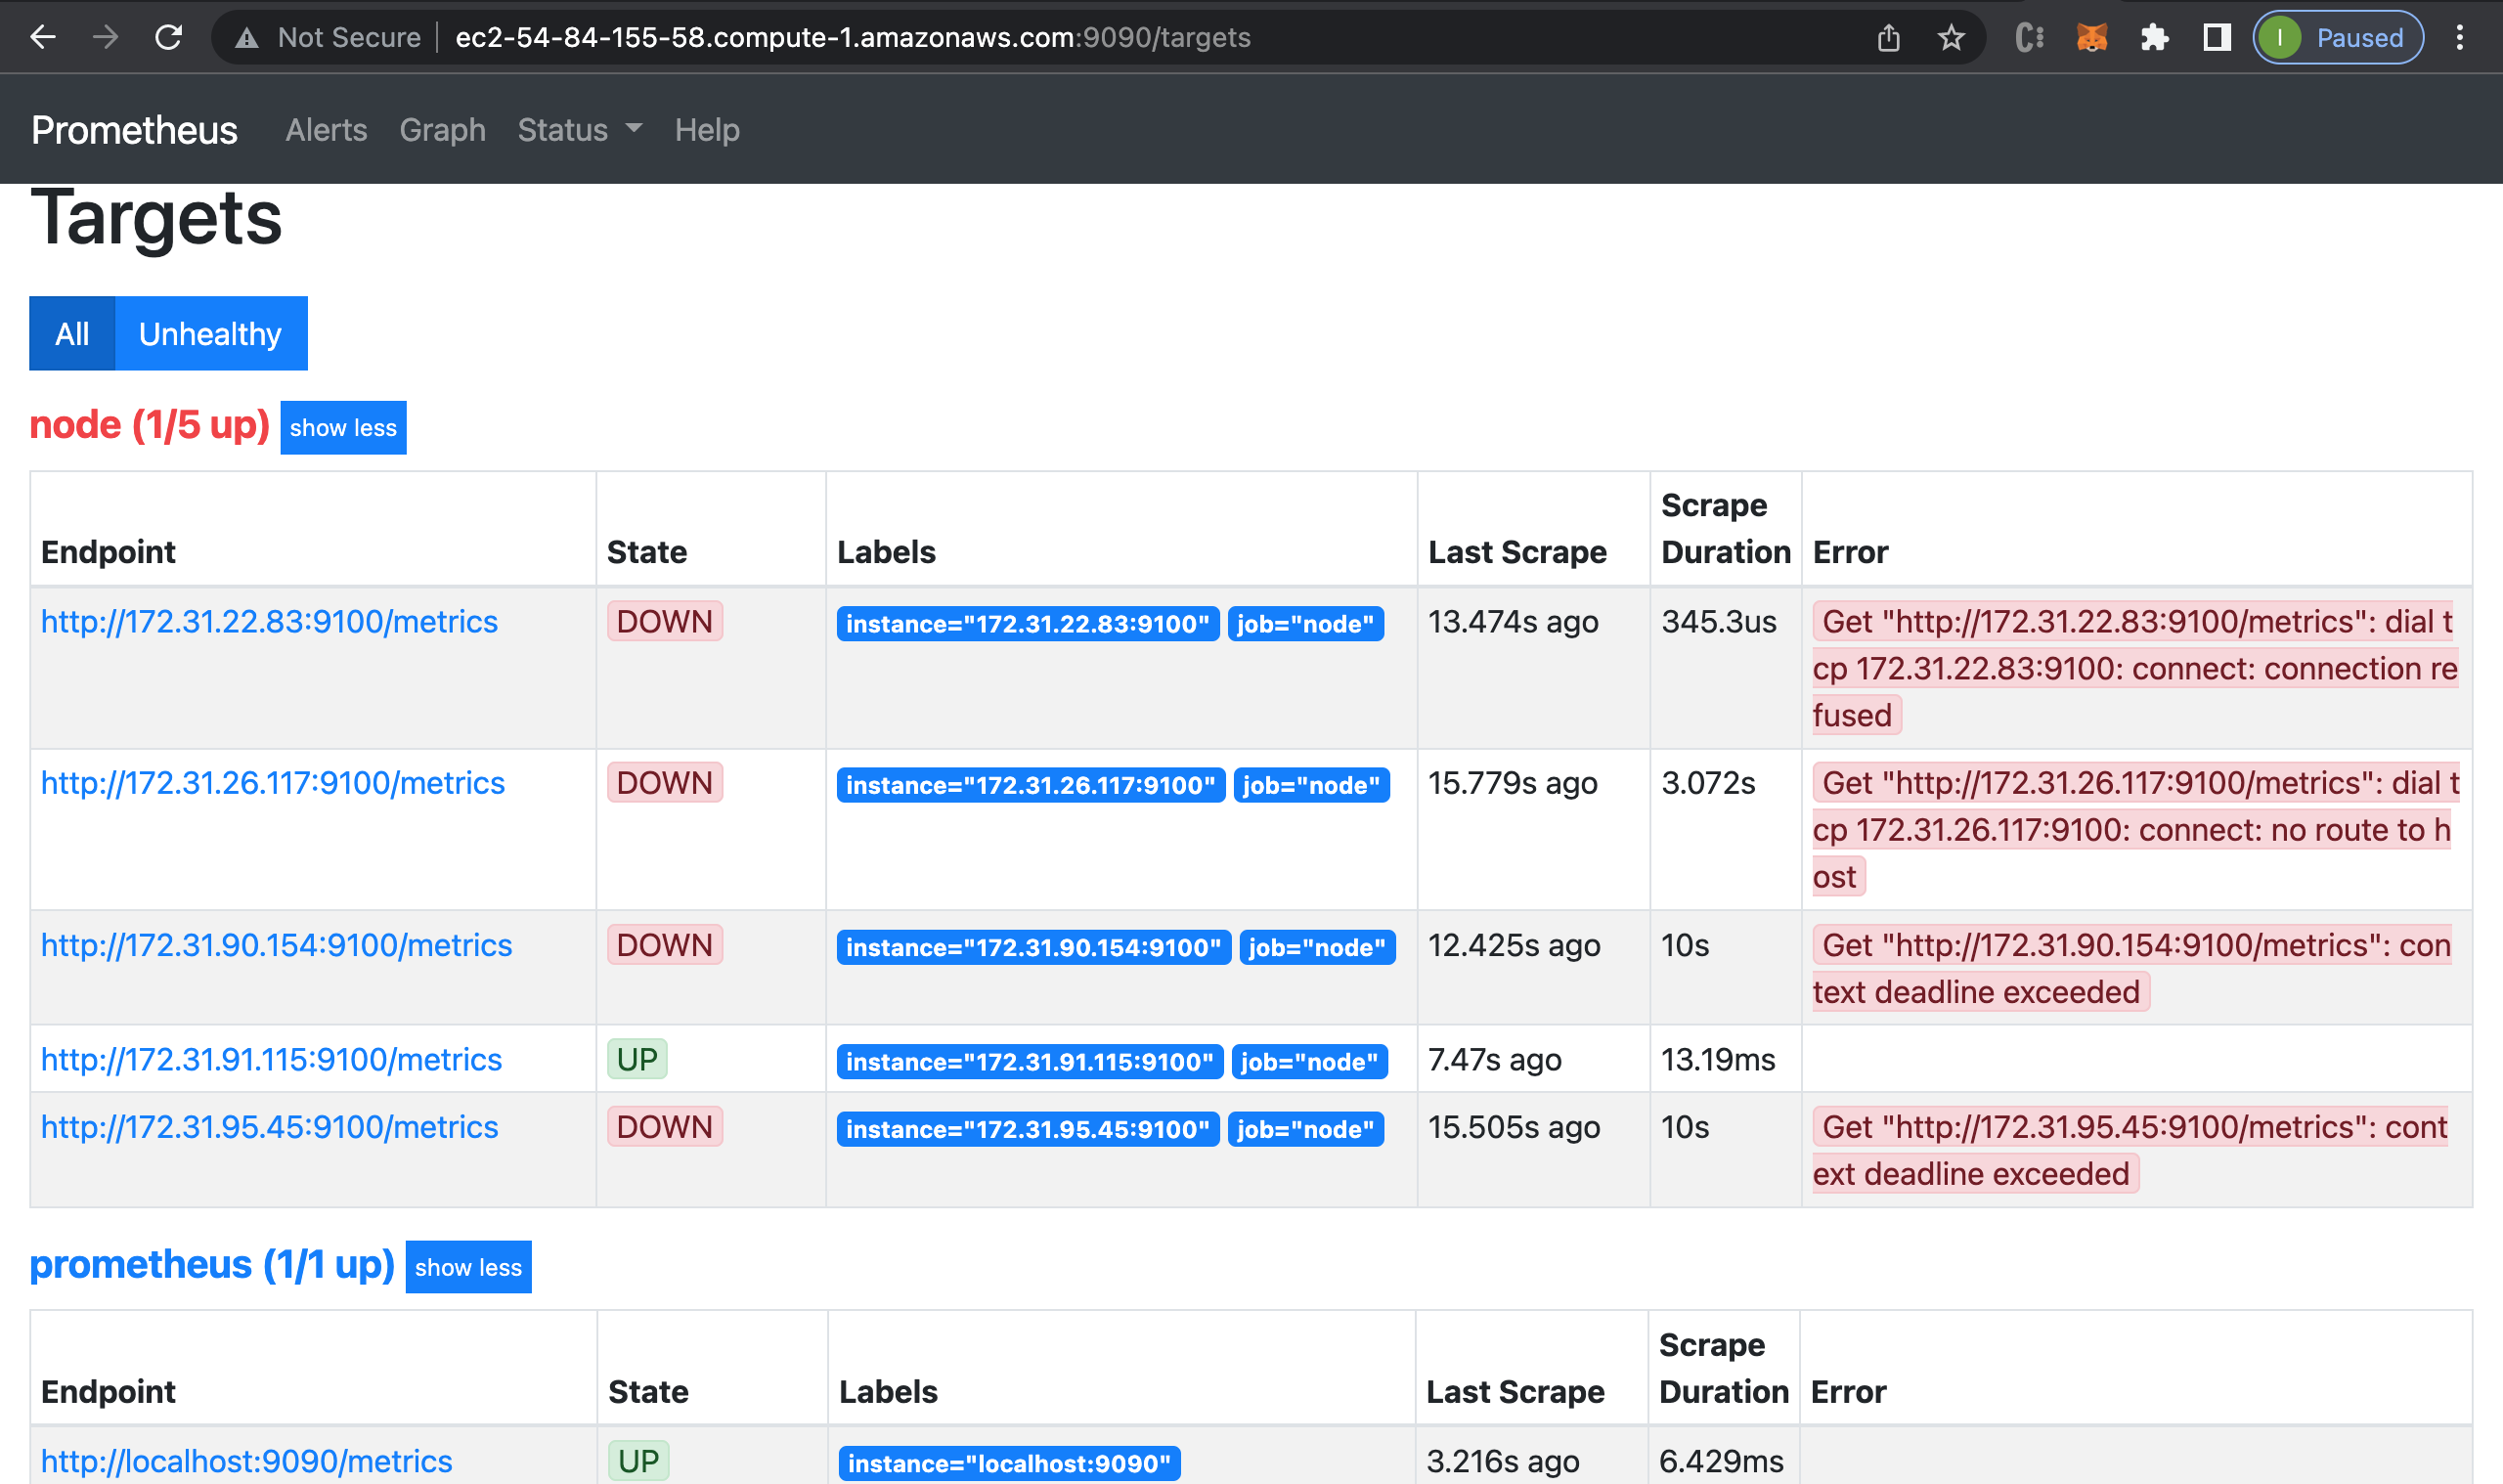 Not Secure ec2-54-84-155-58.compute-1.amazonaws.com:9090/targets I Paused
Prometheus Alerts Graph Status Help
Targets
All Unhealthy
node (1/5 up) show less
Endpoint State Labels Last Scrape Scrape Duration Error
http://172.31.22.83:9100/metrics DOWN instance="172.31.22.83:9100" job="node" 13.474s ago 345.3us Get "http://172.31.22.83:9100/metrics": dial t
cp 172.31.22.83:9100: connect: connection re
fused
http://172.31.26.117:9100/metrics DOWN instance="172.31.26.117:9100" job="node" 15.779s ago 3.072s Get "http://172.31.26.117:9100/metrics": dial t
cp 172.31.26.117:9100: connect: no route to h
ost
http://172.31.90.154:9100/metrics DOWN instance="172.31.90.154:9100" job="node" 12.425s ago 10s Get "http://172.31.90.154:9100/metrics": con
text deadline exceeded
http://172.31.91.115:9100/metrics UP instance="172.31.91.115:9100" job="node" 7.47s ago 13.19ms
http://172.31.95.45:9100/metrics DOWN instance="172.31.95.45:9100" job="node" 15.505s ago 10s Get "http://172.31.95.45:9100/metrics": cont
ext deadline exceeded
prometheus (1/1 up) show less
Endpoint State Labels Last Scrape Scrape Duration Error
http://localhost:9090/metrics UP instance="localhost:9090" 3.216s ago 6.429ms